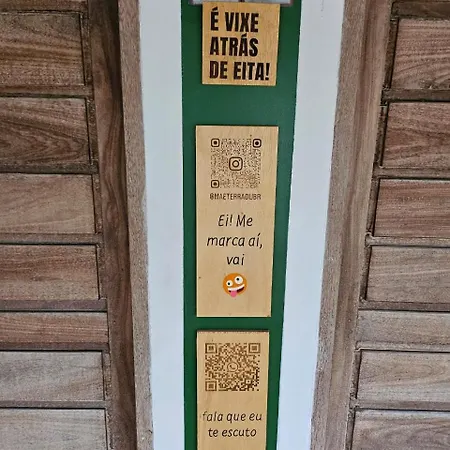 É VIXE
ATRÁS
DE EITA!
@MAETERRADUBR
Ei! Me
marca aí,
vai
fala que eu
te escuto